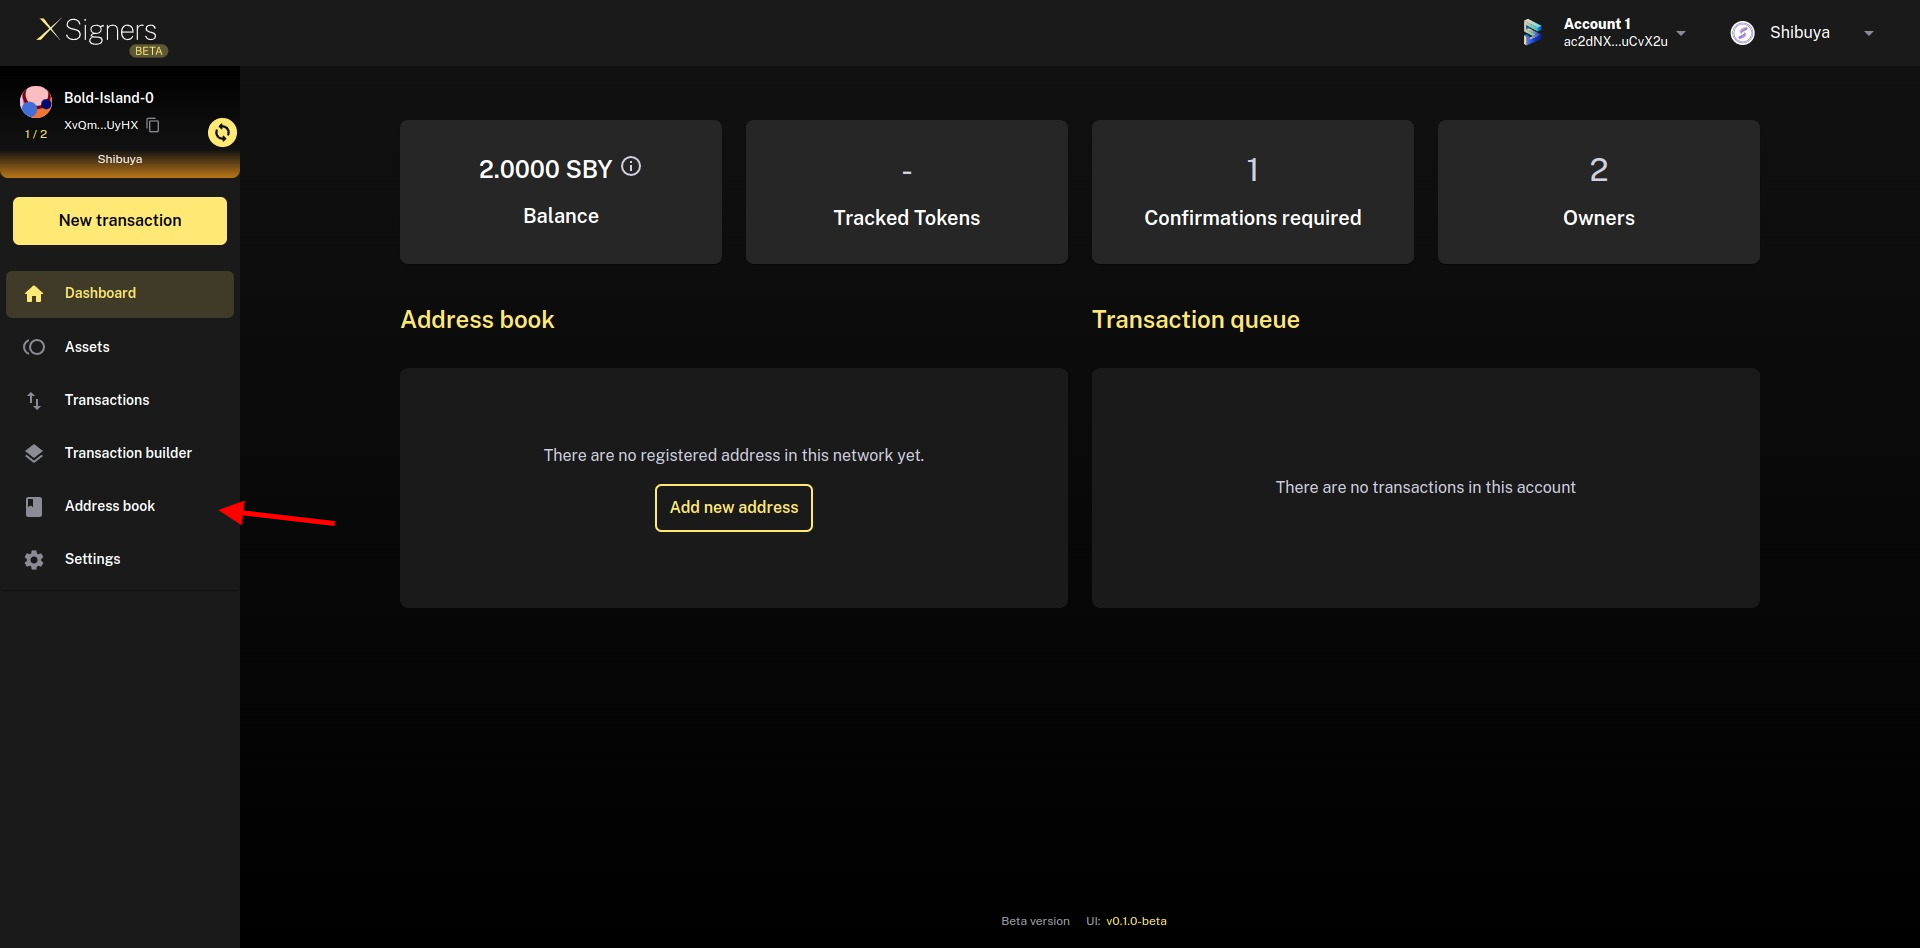 XSigners
BETA
Account 1
ac2dNX...uCvX2u
Shibuya
Bold-Island-0
XvQm...UyHX
1 / 2
Shibuya
New transaction
Dashboard
Assets
Transactions
Transaction builder
Address book
Settings
2.0000 SBY
Balance
-
Tracked Tokens
1
Confirmations required
2
Owners
Address book
There are no registered address in this network yet.
Add new address
Transaction queue
There are no transactions in this account
Beta version UI: v0.1.0-beta